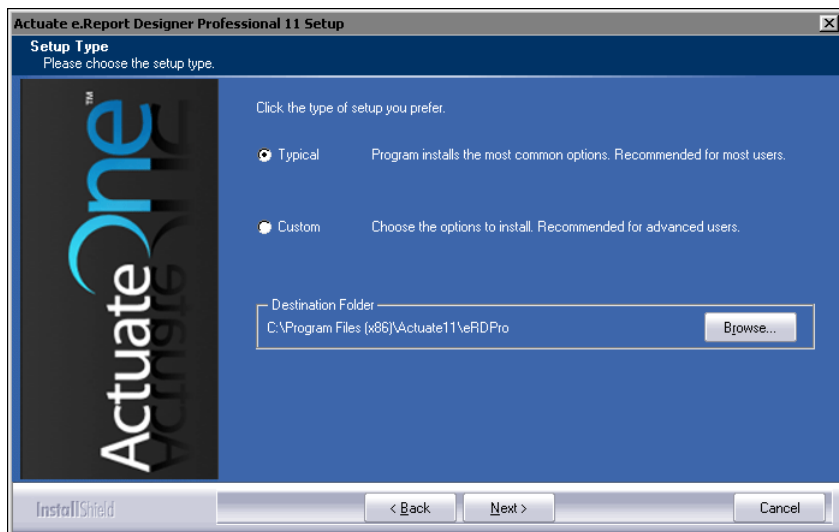 Actuate e.Report Designer Professional 11 Setup
Setup Type
Please choose the setup type.
ActuateOne™
Click the type of setup you prefer.
Typical Program installs the most common options. Recommended for most users.
Custom Choose the options to install. Recommended for advanced users.
Destination Folder
C:\Program Files (x86)\Actuate11\eRDPro
Browse...
InstallShield
< Back Next > Cancel